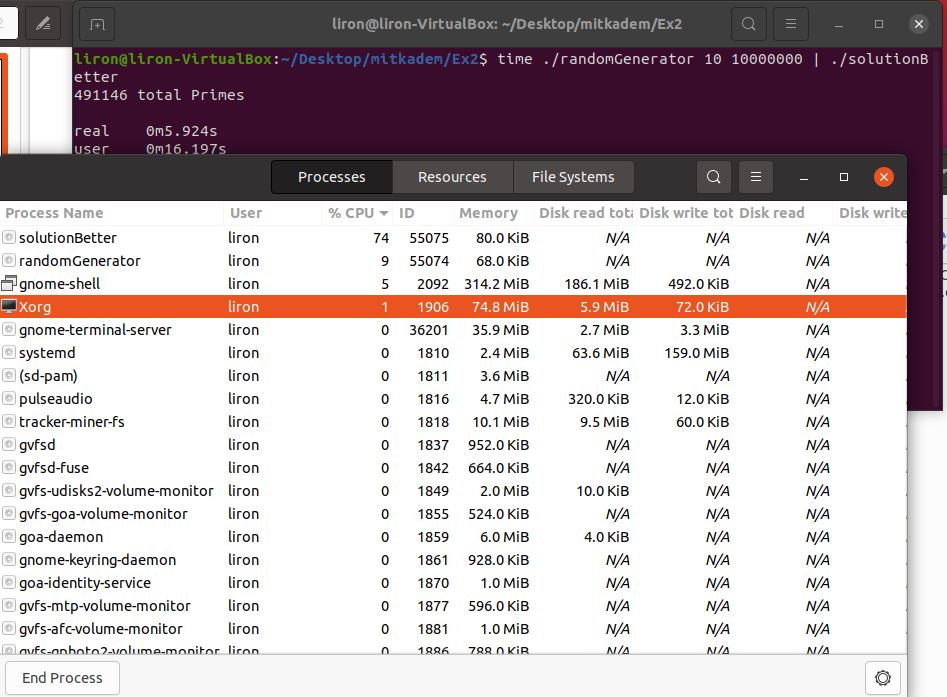 liron@liron-VirtualBox: ~/Desktop/mitkadem/Ex2
liron@liron-VirtualBox:~/Desktop/mitkadem/Ex2$ time ./randomGenerator 10 10000000 | ./solutionB
etter
491146 total Primes
real 0m5.924s
user 0m16.197s
Processes Resources File Systems
Process Name User % CPU ID Memory Disk read tota Disk write tot Disk read Disk write
solutionBetter liron 74 55075 80.0 KiB N/A N/A N/A
randomGenerator liron 9 55074 68.0 KiB N/A N/A N/A
gnome-shell liron 5 2092 314.2 MiB 186.1 MiB 492.0 KiB N/A
Xorg liron 1 1906 74.8 MiB 5.9 MiB 72.0 KiB N/A
gnome-terminal-server liron 0 36201 35.9 MiB 2.7 MiB 3.3 MiB N/A
systemd liron 0 1810 2.4 MiB 63.6 MiB 159.0 MiB N/A
(sd-pam) liron 0 1811 3.6 MiB N/A N/A N/A
pulseaudio liron 0 1816 4.7 MiB 320.0 KiB 12.0 KiB N/A
tracker-miner-fs liron 0 1818 10.1 MiB 9.5 MiB 60.0 KiB N/A
gvfsd liron 0 1837 952.0 KiB N/A N/A N/A
gvfsd-fuse liron 0 1842 664.0 KiB N/A N/A N/A
gvfs-udisks2-volume-monitor liron 0 1849 2.0 MiB 10.0 KiB N/A N/A
gvfs-goa-volume-monitor liron 0 1855 524.0 KiB N/A N/A N/A
goa-daemon liron 0 1859 6.0 MiB 4.0 KiB N/A N/A
gnome-keyring-daemon liron 0 1861 928.0 KiB N/A N/A N/A
goa-identity-service liron 0 1870 1.0 MiB N/A N/A N/A
gvfs-mtp-volume-monitor liron 0 1877 596.0 KiB N/A N/A N/A
gvfs-afc-volume-monitor liron 0 1881 1.0 MiB N/A N/A N/A
gvfs-gphoto2-volume-monitor liron 0 1886 788.0 KiB N/A N/A N/A
End Process